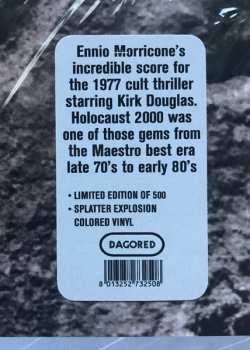 Ennio Morricone's
incredible score for
the 1977 cult thriller
starring Kirk Douglas.
Holocaust 2000 was
one of those gems from
the Maestro best era
late 70's to early 80's
• LIMITED EDITION OF 500
• SPLATTER EXPLOSION
COLORED VINYL
DAGORED
8 013252 732508